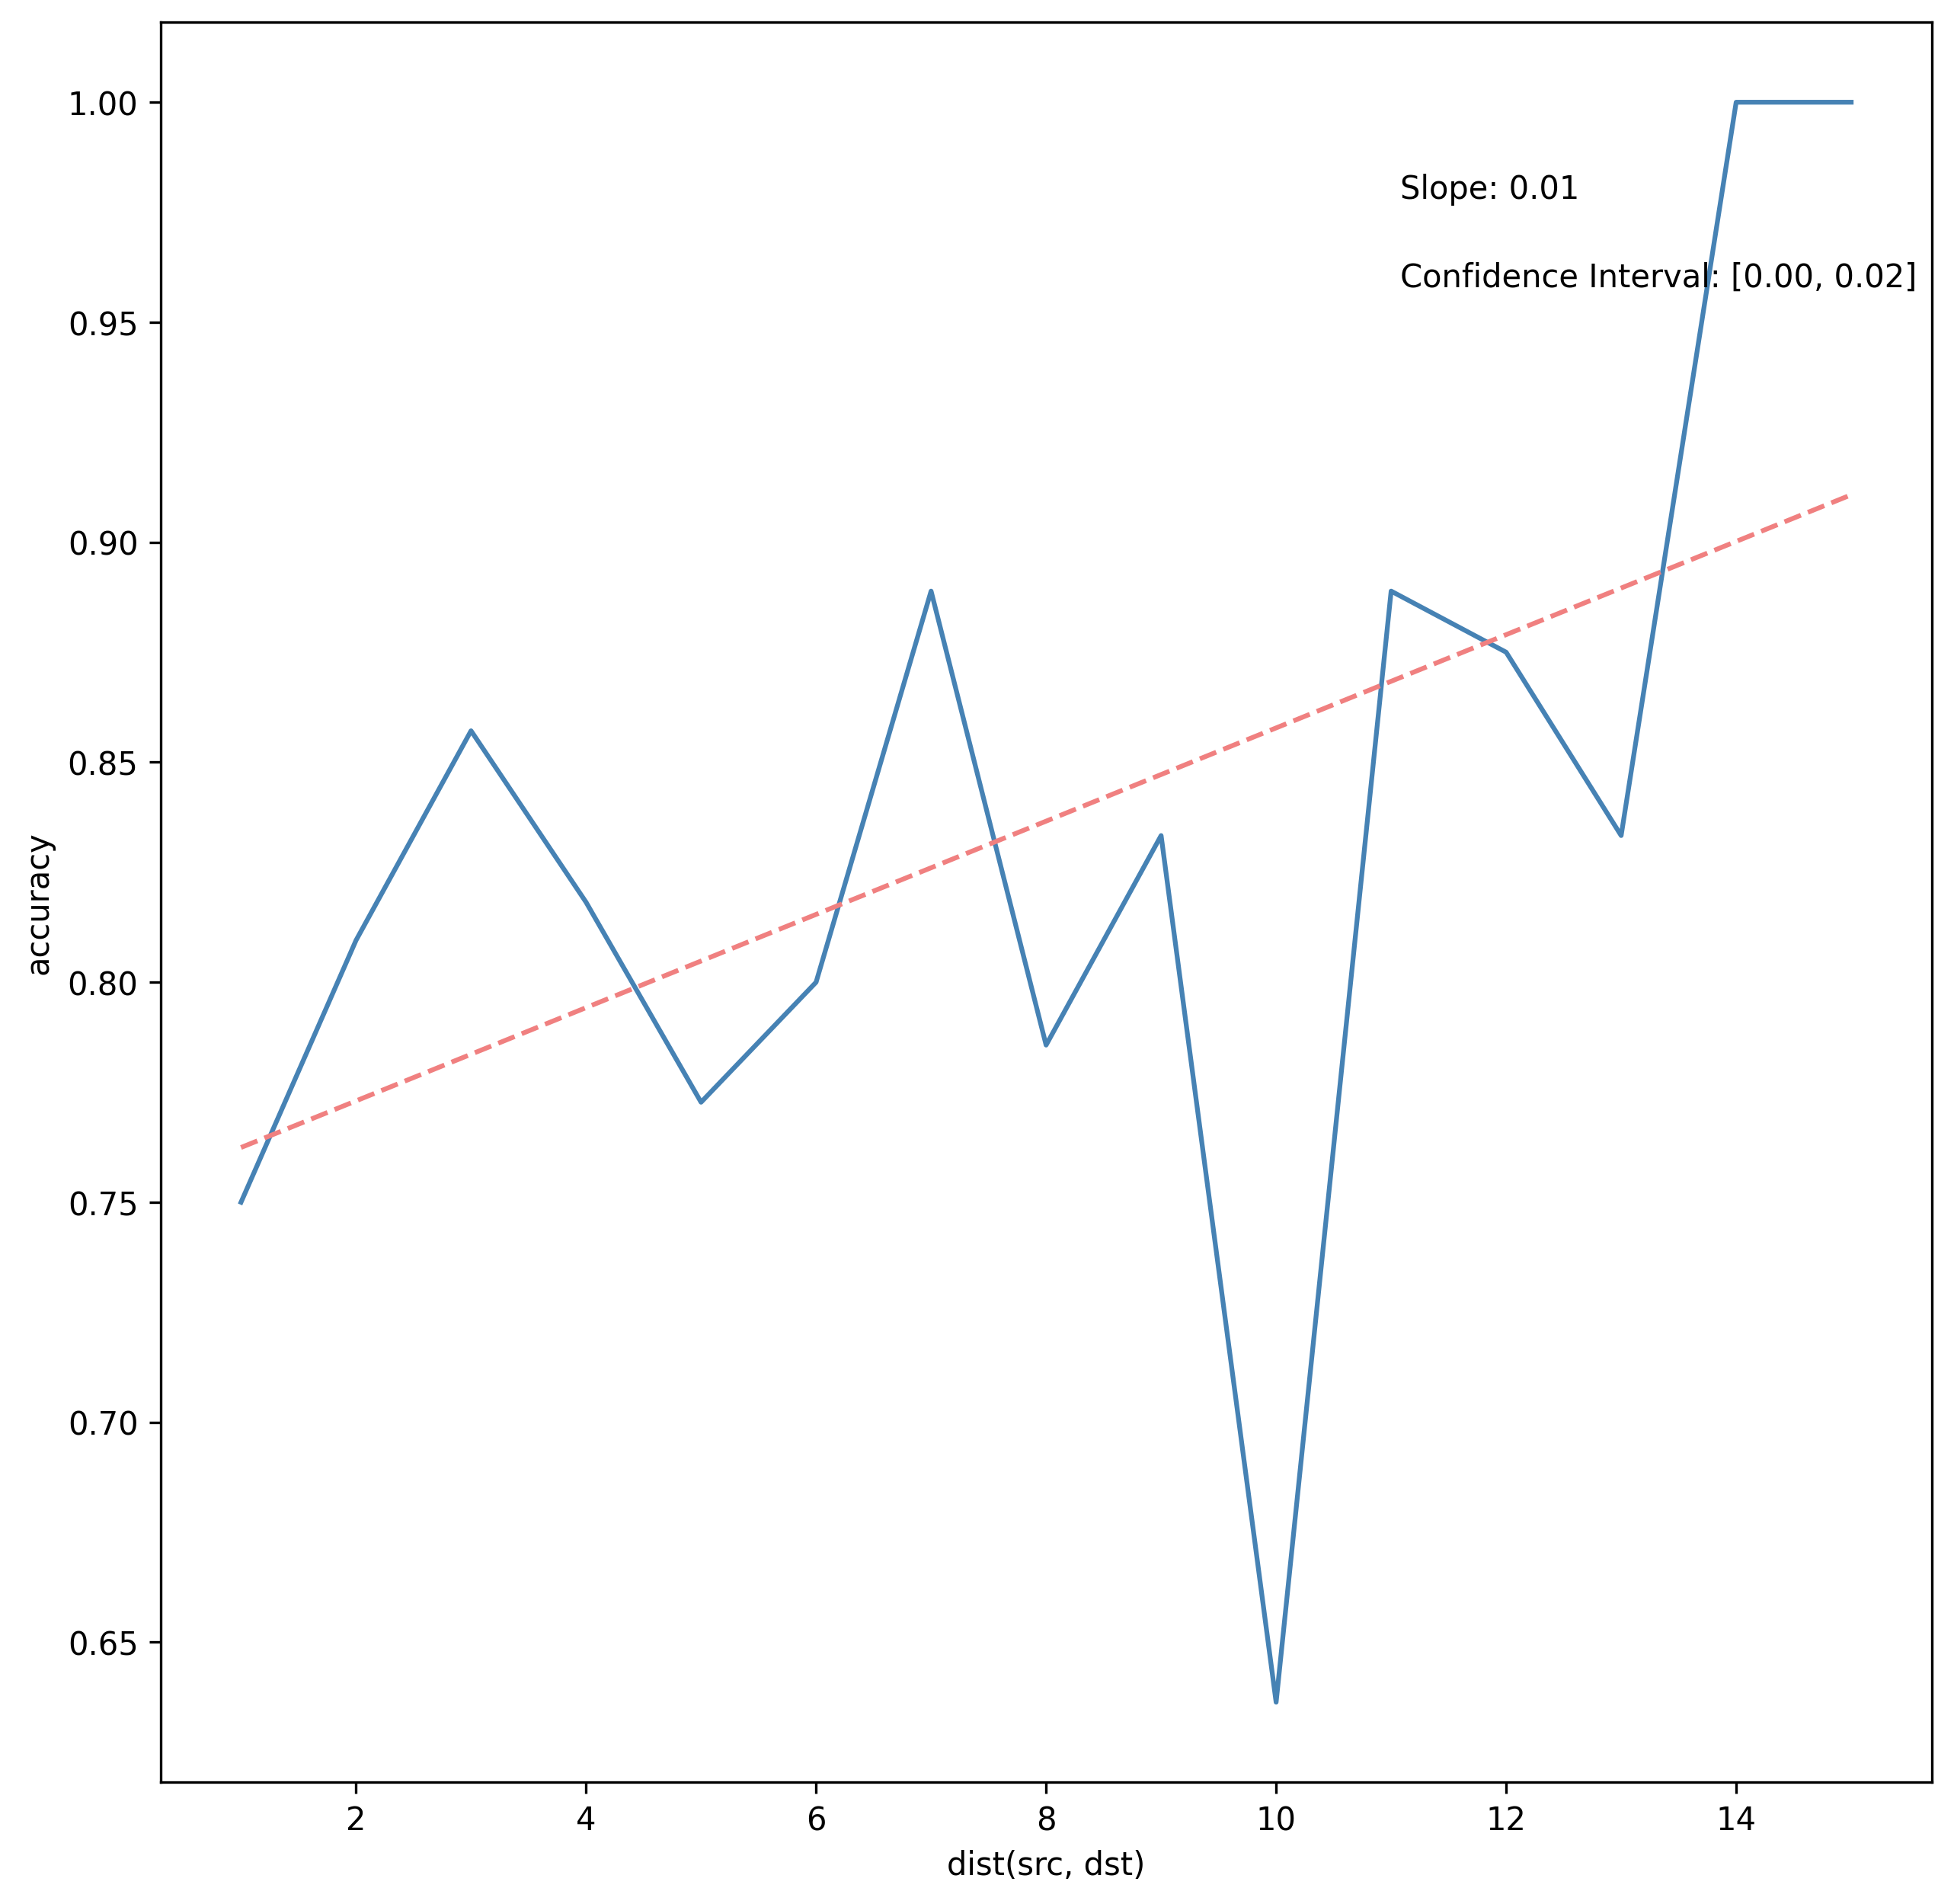 1.00
0.95
0.90
0.85
0.80
0.75
0.70
0.65
accuracy
Slope: 0.01
Confidence Interval: [0.00, 0.02]
2 4 6 8 10 12 14
dist(src, dst)